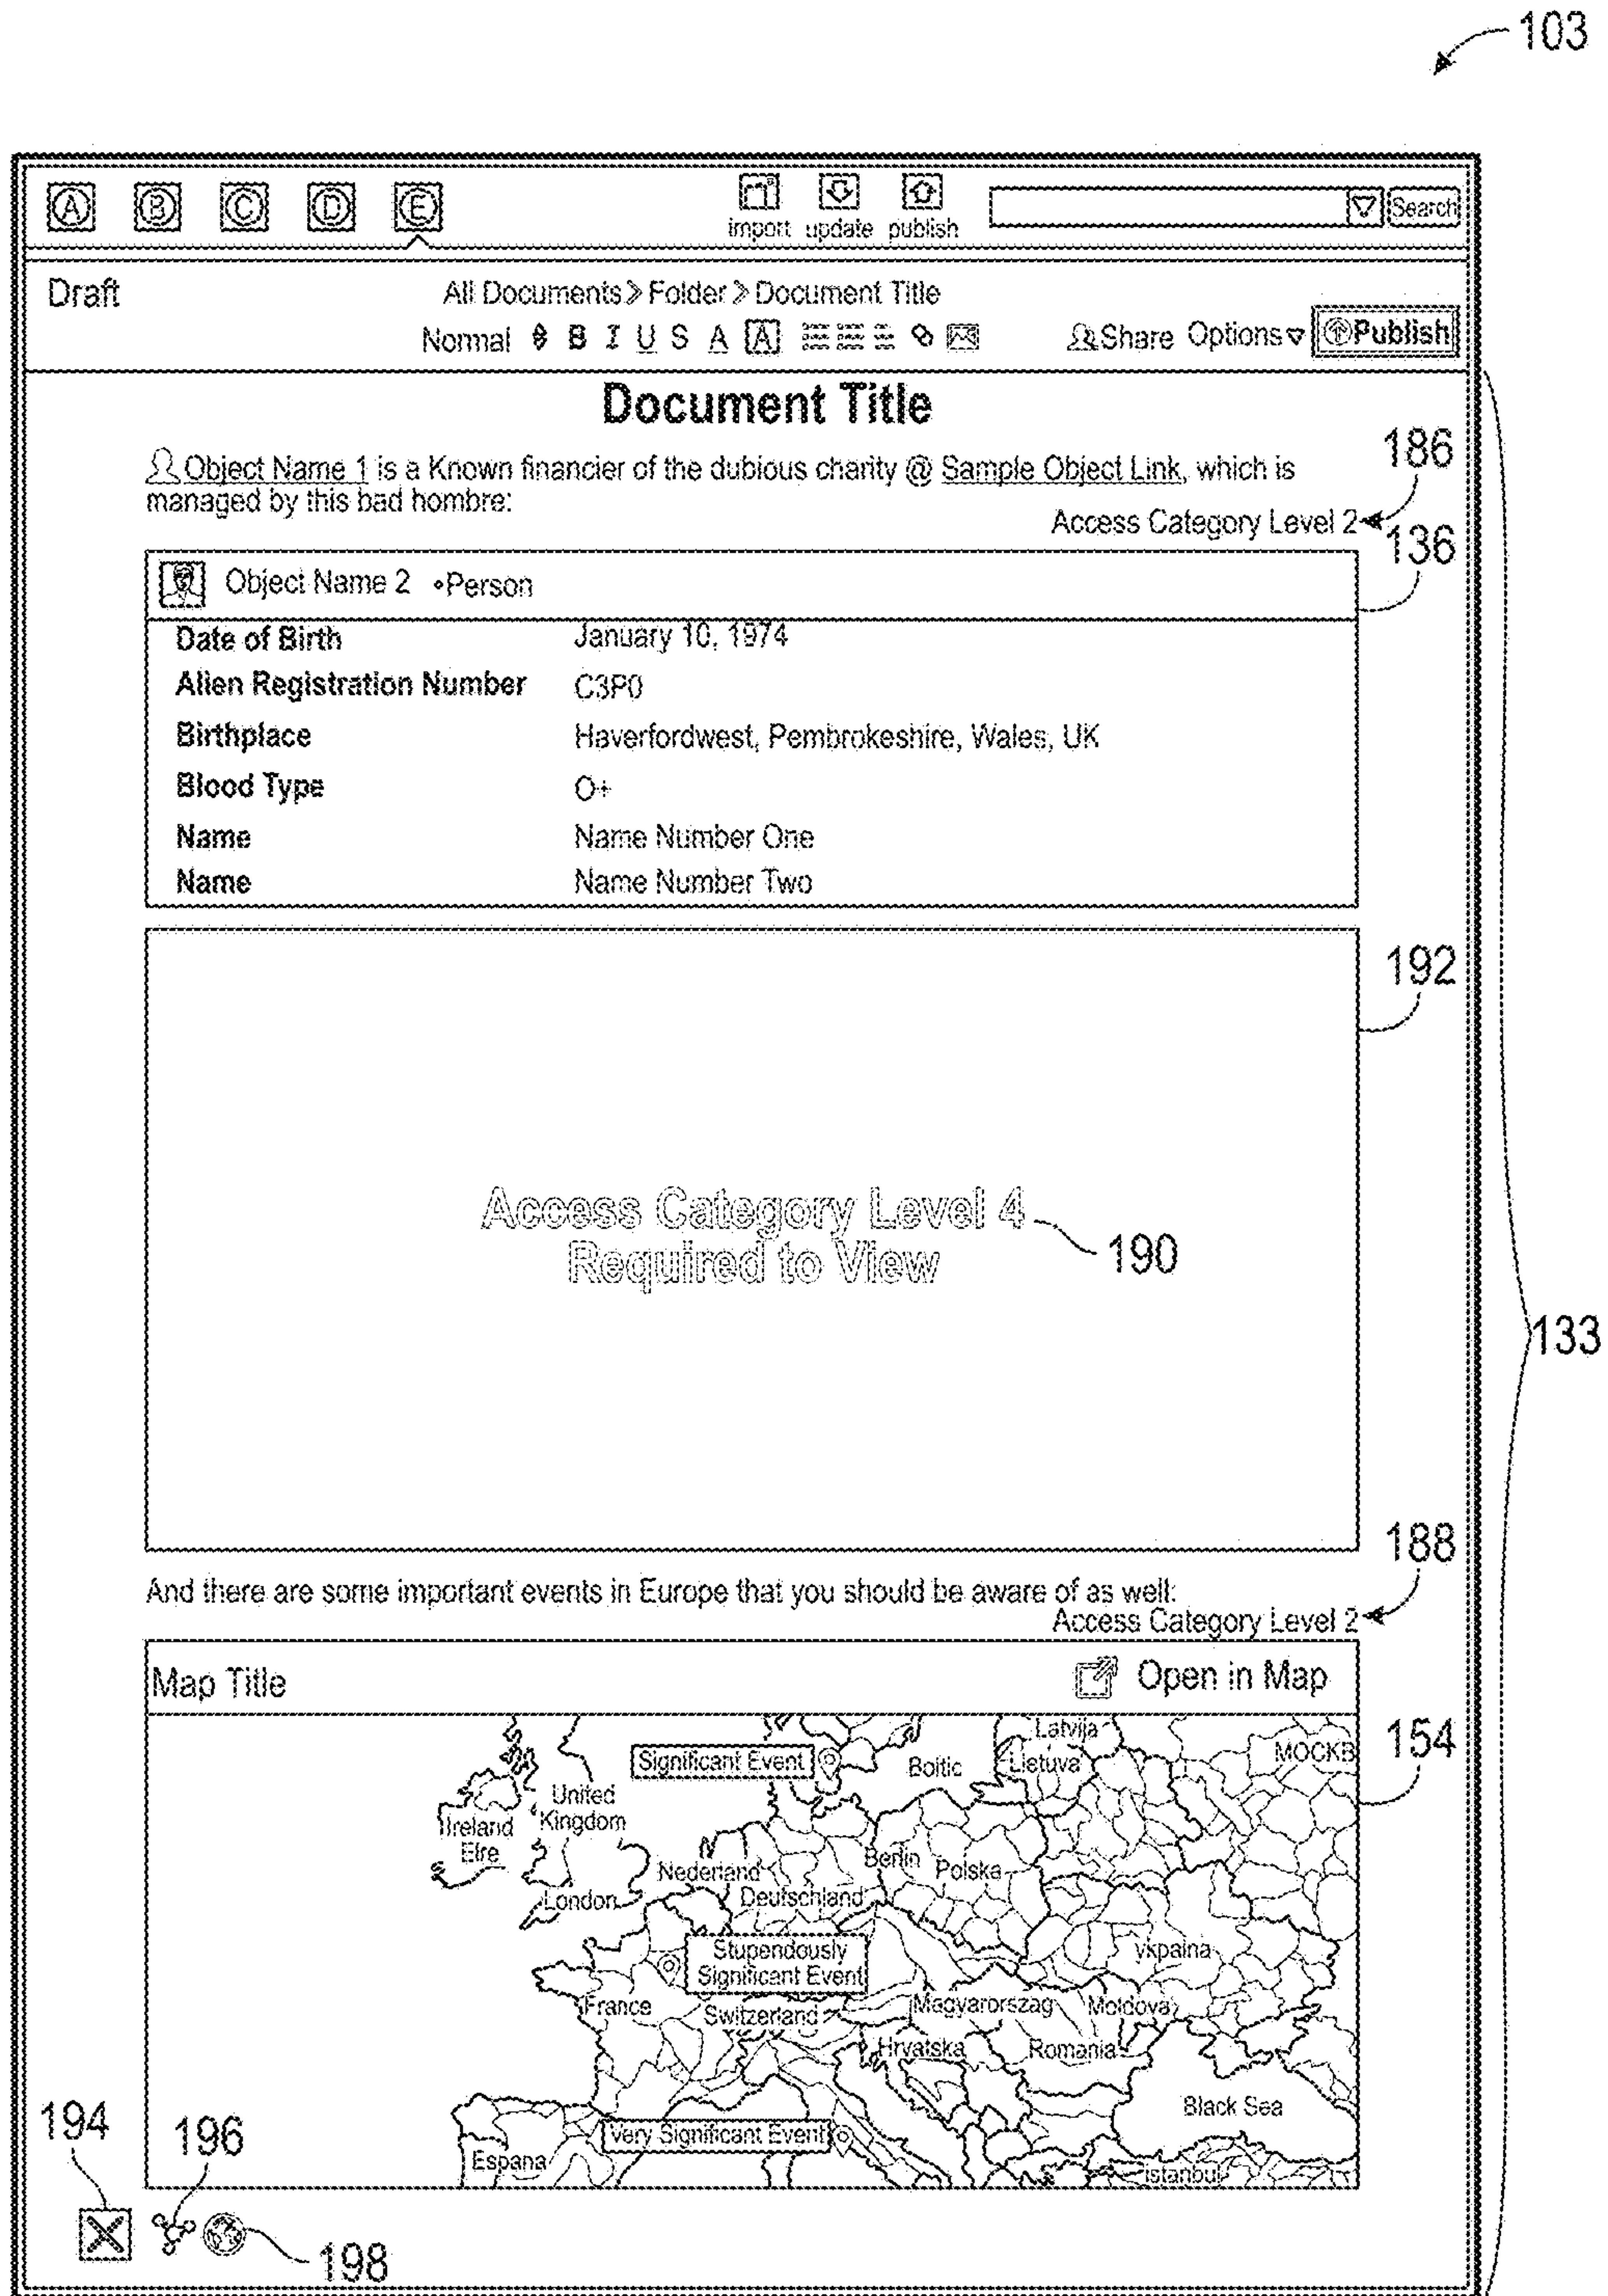 103
A B C D E
import update publish
Search
Draft
All Documents > Folder > Document Title
Normal B I U S A A
Share Options Publish
Document Title
Object Name 1 is a Known financier of the dubious charity @ Sample Object Link, which is
managed by this bad hombre:
186
Access Category Level 2
136
Object Name 2 •Person
Date of Birth January 10, 1974
Alien Registration Number C3P0
Birthplace Haverfordwest, Pembrokeshire, Wales, UK
Blood Type O+
Name Name Number One
Name Name Number Two
192
Access Category Level 4
Required to View
190
133
188
And there are some important events in Europe that you should be aware of as well:
Access Category Level 2
Map Title
Open in Map
154
Latvija
Significant Event
Boltic
Lietuva
МОСКВ
United
Kingdom
Ireland
Eire
Berlin
Nederland
Polska
London
Deutschland
Stupendously
Significant Event
Украіна
France
Switzerland
Magyarorszag
Moldova
Hrvatska
Romania
Black Sea
Very Significant Event
Espana
istanbul
194
196
198